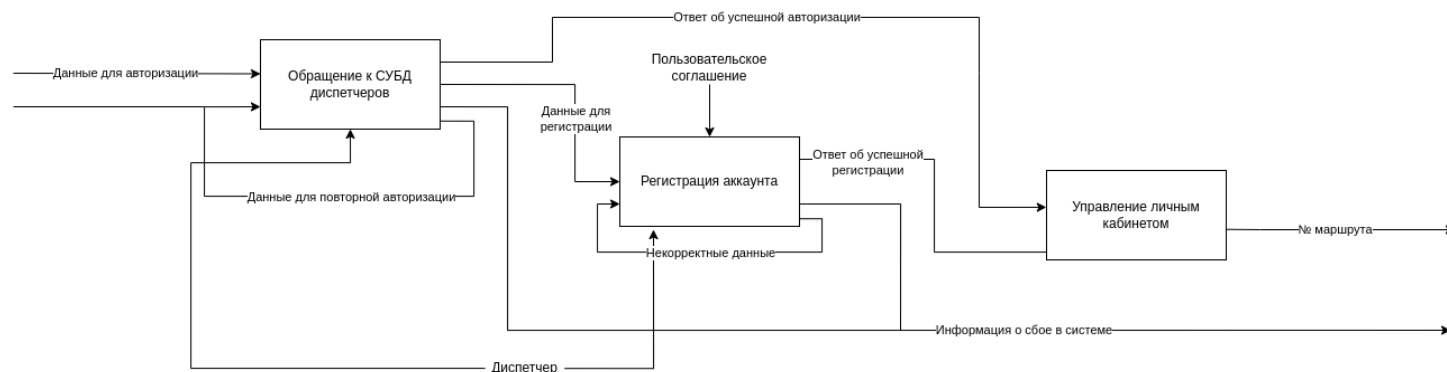 Ответ об успешной авторизации
Данные для авторизации
Обращение к СУБД
диспетчеров
Пользовательское
соглашение
Данные для
регистрации
Регистрация аккаунта
Ответ об успешной
регистрации
Данные для повторной авторизации
Управление личным
кабинетом
№ маршрута
Некорректные данные
Информация о сбое в системе
Диспетчер